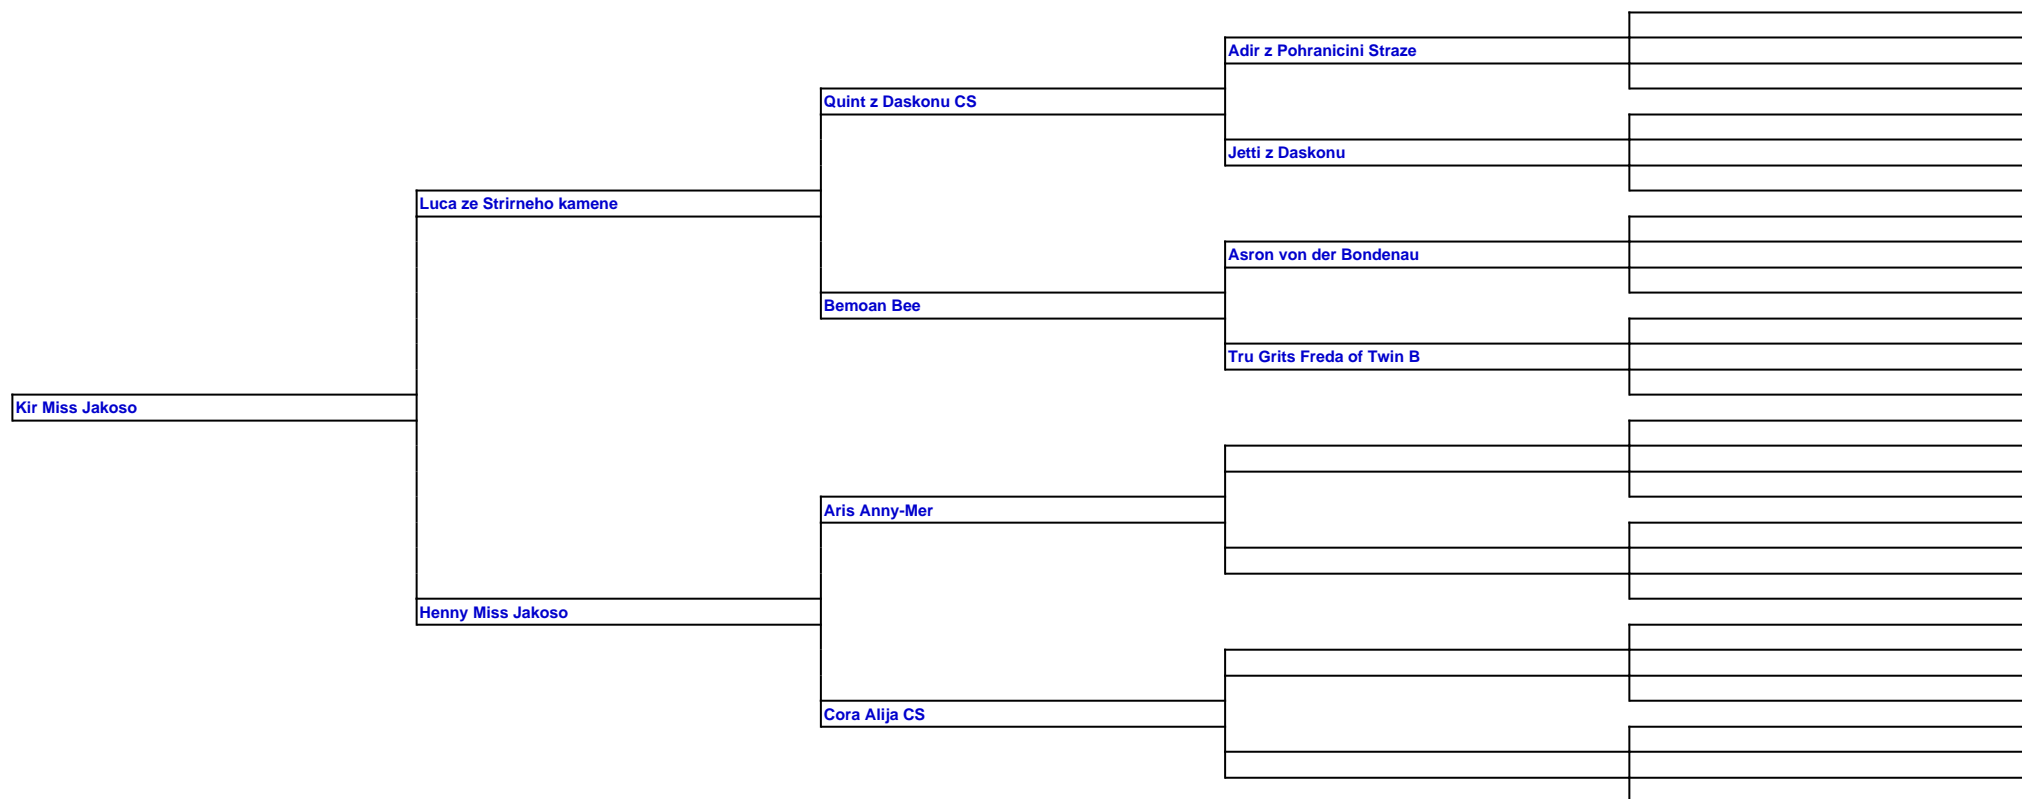 Adir z Pohranicini Straze
Quint z Daskonu CS
Jetti z Daskonu
Luca ze Strirneho kamene
Asron von der Bondenau
Bemoan Bee
Tru Grits Freda of Twin B
Kir Miss Jakoso
Aris Anny-Mer
Henny Miss Jakoso
Cora Alija CS